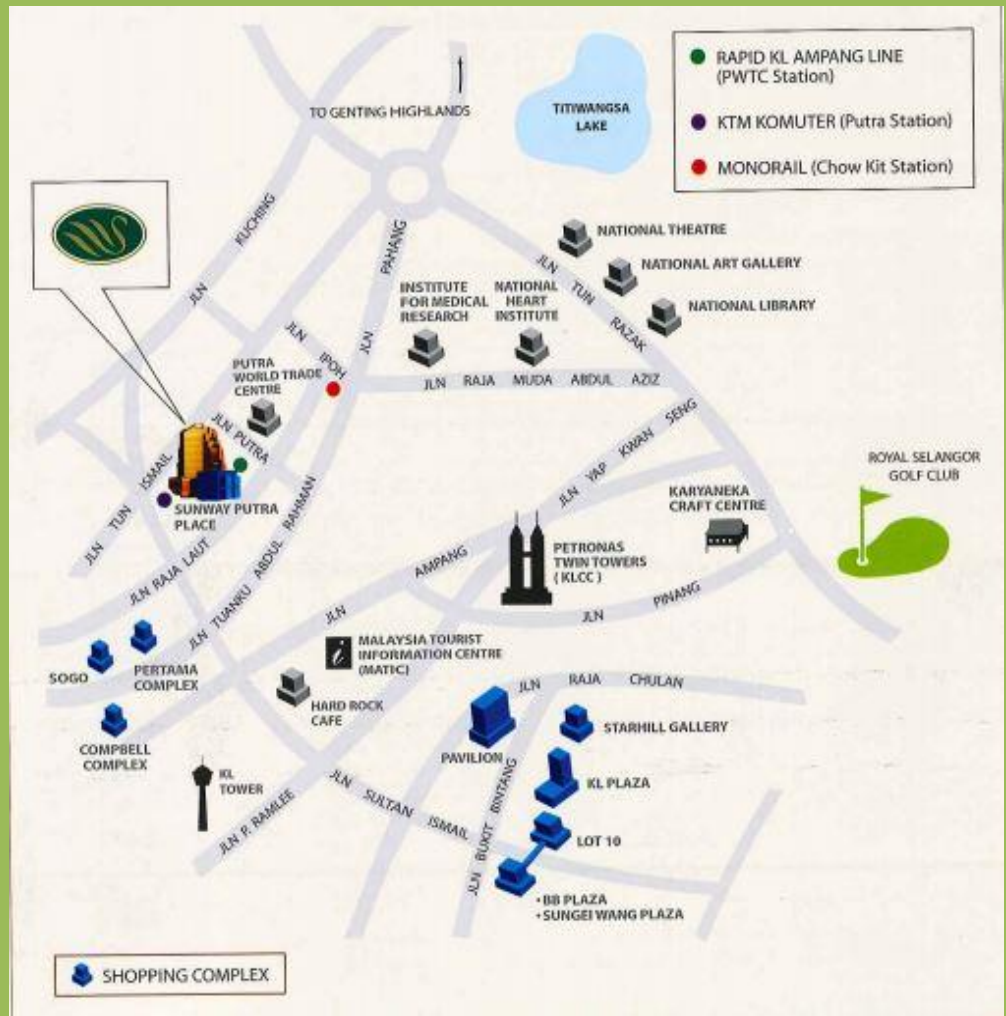 RAPID KL AMPANG LINE
(PWTC Station)
KTM KOMUTER (Putra Station)
MONORAIL (Chow Kit Station)
TO GENTING HIGHLANDS
TITIWANGSA
LAKE
JLN KUCHING
JLN PAHANG
NATIONAL THEATRE
NATIONAL ART GALLERY
NATIONAL LIBRARY
JLN TUN RAZAK
INSTITUTE
FOR MEDICAL
RESEARCH
NATIONAL
HEART
INSTITUTE
JLN IPOH
JLN RAJA MUDA ABDUL AZIZ
PUTRA
WORLD TRADE
CENTRE
JLN PUTRA
JLN TUN ISMAIL
SUNWAY PUTRA
PLACE
JLN RAJA LAUT
JLN TUANKU ABDUL RAHMAN
JLN YAP KWAN SENG
ROYAL SELANGOR
GOLF CLUB
KARYANEKA
CRAFT CENTRE
PETRONAS
TWIN TOWERS
( KLCC )
JLN AMPANG
JLN PINANG
MALAYSIA TOURIST
INFORMATION CENTRE
(MATIC)
i
HARD ROCK
CAFE
SOGO
PERTAMA
COMPLEX
COMPBELL
COMPLEX
KL
TOWER
JLN P. RAMLEE
JLN SULTAN ISMAIL
JLN RAJA CHULAN
PAVILION
STARHILL GALLERY
KL PLAZA
JLN BUKIT BINTANG
LOT 10
• BB PLAZA
• SUNGEI WANG PLAZA
SHOPPING COMPLEX